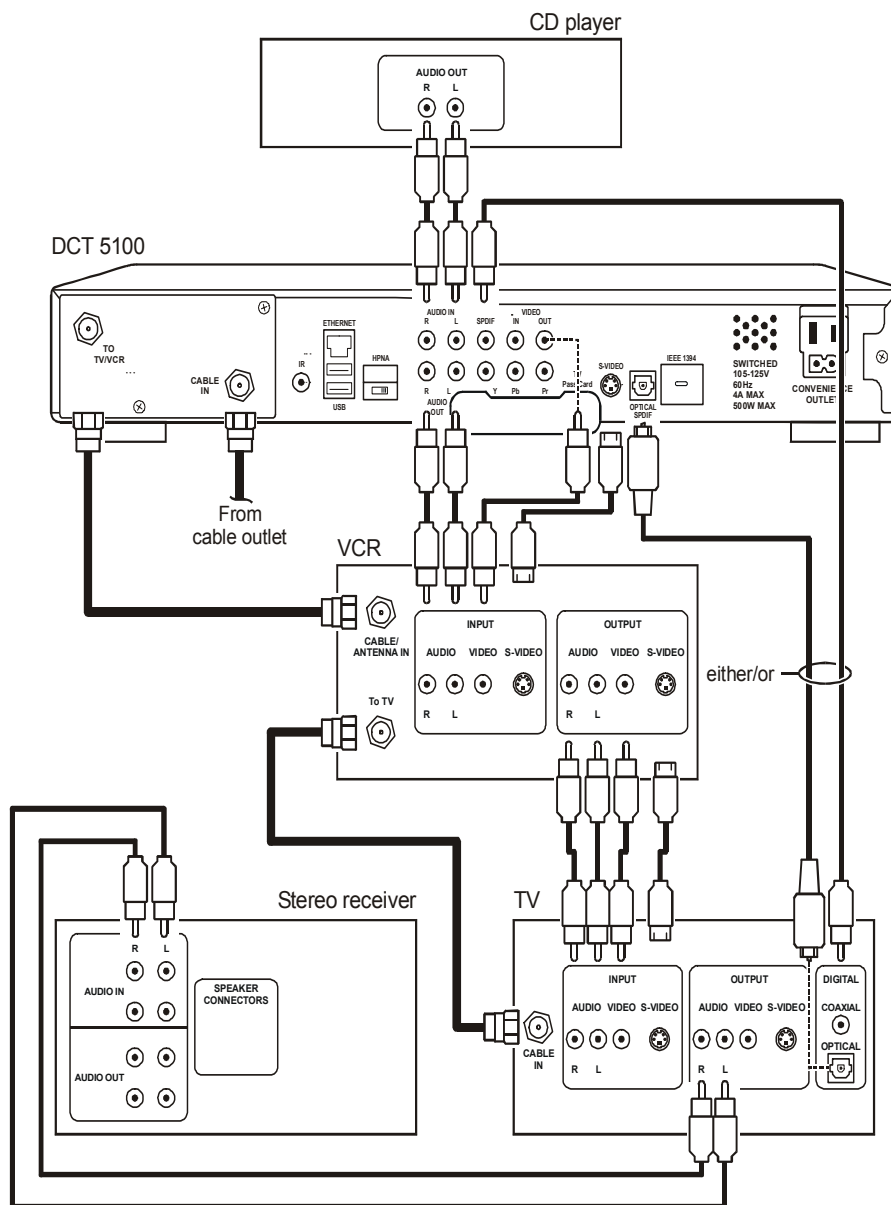 CD player
AUDIO OUT
R L
DCT 5100
TO
TV/VCR
...
CABLE
IN
...
IR
ETHERNET
USB
HPNA
AUDIO IN
R L
SPDIF
VIDEO
IN OUT
R L
AUDIO
OUT
Y Pb Pr
S-VIDEO
OPTICAL
SPDIF
IEEE 1394
SWITCHED
105-125V
60Hz
4A MAX
500W MAX
CONVENIENCE
OUTLET
From
cable outlet
VCR
CABLE/
ANTENNA IN
To TV
INPUT
AUDIO VIDEO S-VIDEO
R L
OUTPUT
AUDIO VIDEO S-VIDEO
R L
either/or
Stereo receiver
R L
AUDIO IN
AUDIO OUT
SPEAKER
CONNECTORS
TV
CABLE
IN
INPUT
AUDIO VIDEO S-VIDEO
R L
OUTPUT
AUDIO VIDEO S-VIDEO
R L
DIGITAL
COAXIAL
OPTICAL